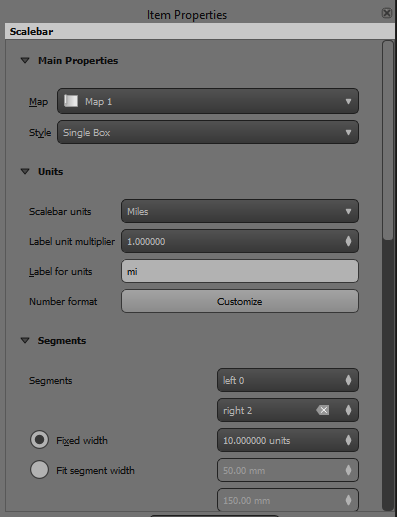 Item Properties
Scalebar
Main Properties
Map Map 1
Style Single Box
Units
Scalebar units Miles
Label unit multiplier 1.000000
Label for units mi
Number format Customize
Segments
Segments left 0
right 2
Fixed width 10.000000 units
Fit segment width 50.00 mm
150.00 mm